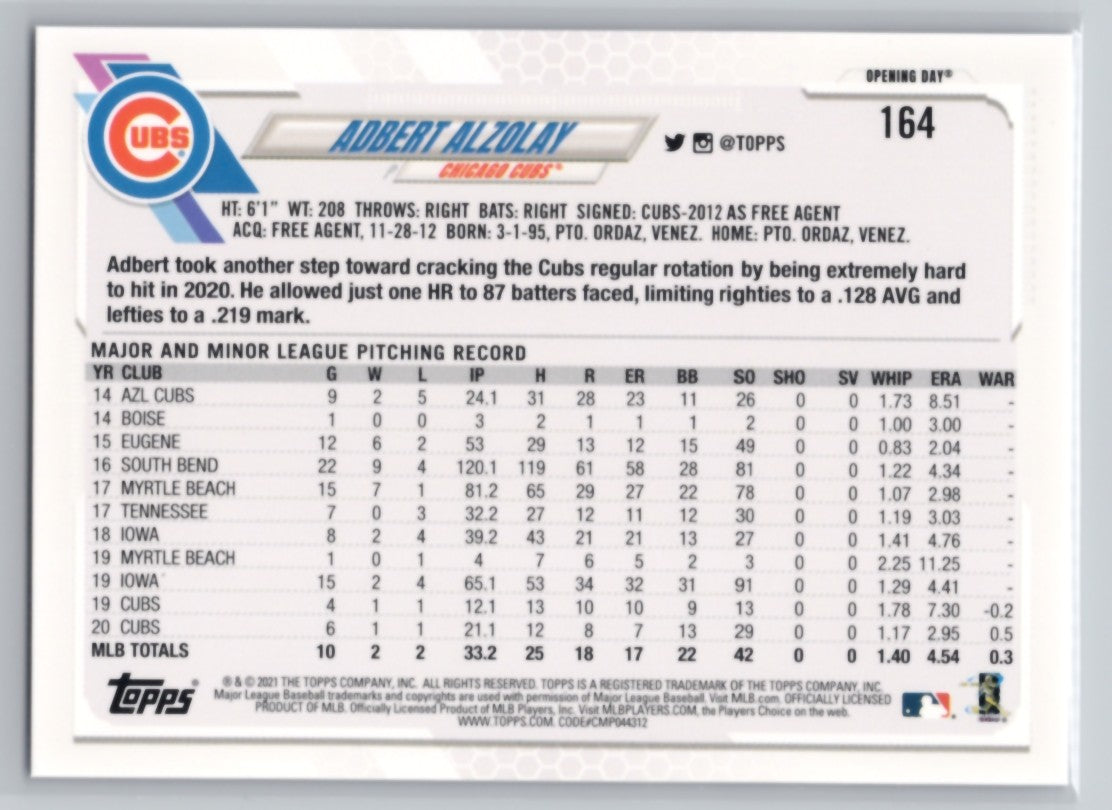 OPENING DAY®
164
CUBS
ADBERT ALZOLAY
@TOPPS
CHICAGO CUBS
HT: 6'1" WT: 208 THROWS: RIGHT BATS: RIGHT SIGNED: CUBS-2012 AS FREE AGENT
ACQ: FREE AGENT, 11-28-12 BORN: 3-1-95, PTO. ORDAZ, VENEZ. HOME: PTO. ORDAZ, VENEZ.
Adbert took another step toward cracking the Cubs regular rotation by being extremely hard
to hit in 2020. He allowed just one HR to 87 batters faced, limiting righties to a .128 AVG and
lefties to a .219 mark.
MAJOR AND MINOR LEAGUE PITCHING RECORD
YR CLUB G W L IP H R ER BB SO SHO SV WHIP ERA WAR
14 AZL CUBS 9 2 5 24.1 31 28 23 11 26 0 0 1.73 8.51 -
14 BOISE 1 0 0 3 2 1 1 1 2 0 0 1.00 3.00 -
15 EUGENE 12 6 2 53 29 13 12 15 49 0 0 0.83 2.04 -
16 SOUTH BEND 22 9 4 120.1 119 61 58 28 81 0 0 1.22 4.34 -
17 MYRTLE BEACH 15 7 1 81.2 65 29 27 22 78 0 0 1.07 2.98 -
17 TENNESSEE 7 0 3 32.2 27 12 11 12 30 0 0 1.19 3.03 -
18 IOWA 8 2 4 39.2 43 21 21 13 27 0 0 1.41 4.76 -
19 MYRTLE BEACH 1 0 1 4 7 6 5 2 3 0 0 2.25 11.25 -
19 IOWA 15 2 4 65.1 53 34 32 31 91 0 0 1.29 4.41 -
19 CUBS 4 1 1 12.1 13 10 10 9 13 0 0 1.78 7.30 -0.2
20 CUBS 6 1 1 21.1 12 8 7 13 29 0 0 1.17 2.95 0.5
MLB TOTALS 10 2 2 33.2 25 18 17 22 42 0 0 1.40 4.54 0.3
Topps®
® & © 2021 THE TOPPS COMPANY, INC. ALL RIGHTS RESERVED. TOPPS IS A REGISTERED TRADEMARK OF THE TOPPS COMPANY, INC.
Major League Baseball trademarks and copyrights are used with permission of Major League Baseball. Visit MLB.com. OFFICIALLY LICENSED
PRODUCT OF MLB. Officially Licensed Product of MLB Players, Inc. Visit MLBPLAYERS.COM, the Players Choice on the web.
WWW.TOPPS.COM. CODE#CMP044312